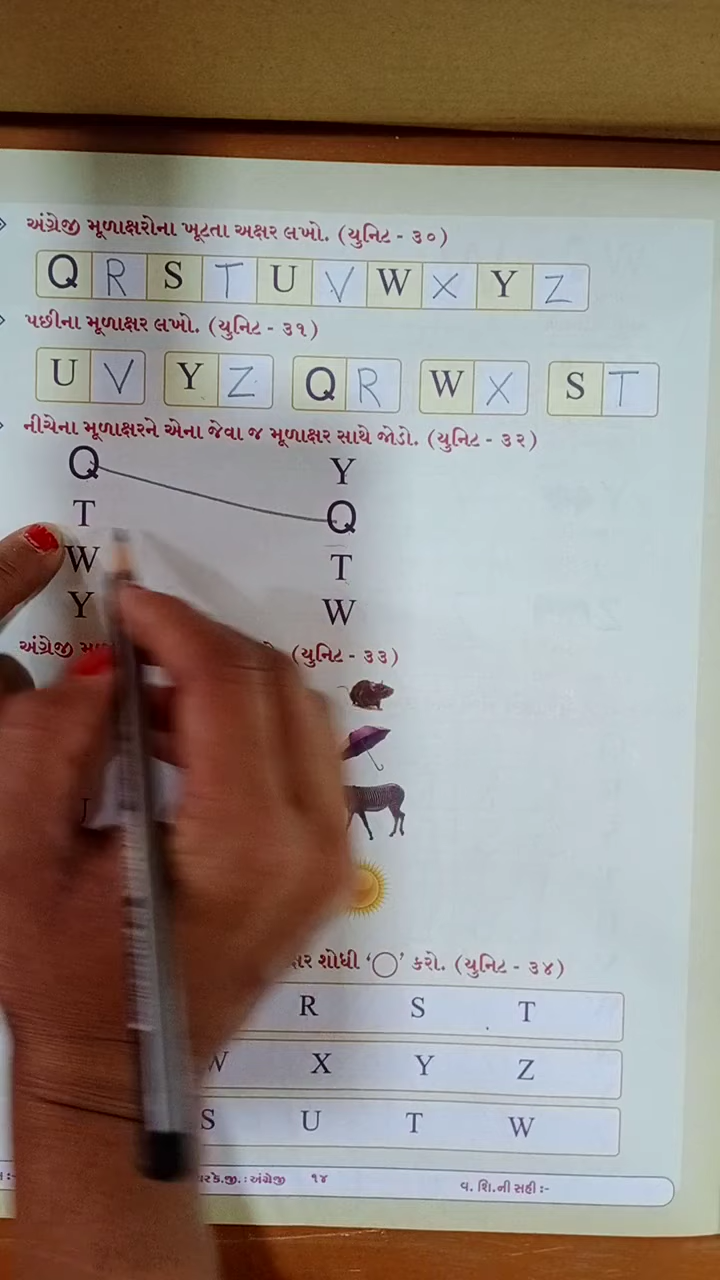 અંગ્રેજી મૂળાક્ષરોના ખૂટતા અક્ષર લખો. (યુનિટ - ૩૦)
Q R S T U V W X Y Z
પછીના મૂળાક્ષર લખો. (યુનિટ - ૩૧)
U V Y Z Q R W X S T
નીચેના મૂળાક્ષરને એના જેવા જ મૂળાક્ષર સાથે જોડો. (યુનિટ - ૩૨)
Q Y
T Q
W T
Y W
અંગ્રેજી (યુનિટ - ૩૩)
શોધી ‘◯’ કરો. (યુનિટ - ૩૪)
R S T
W X Y Z
S U T W
અંગ્રેજી ૧૪ વ. શિ.ની સહી :-